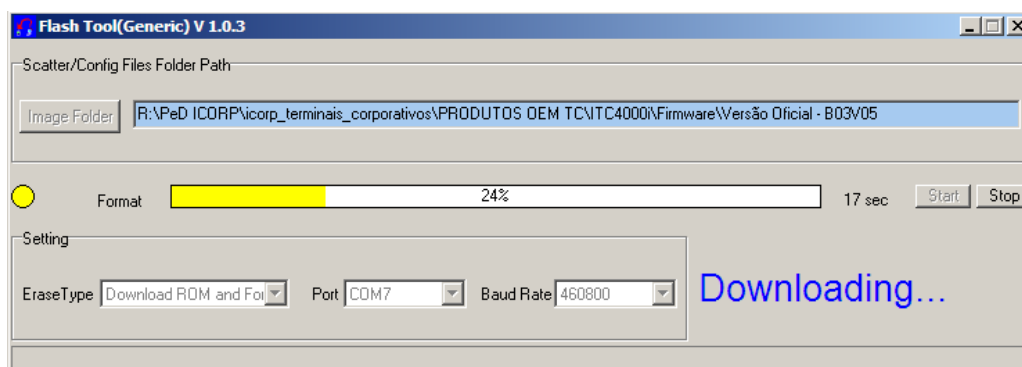 Flash Tool(Generic) V 1.0.3
Scatter/Config Files Folder Path
Image Folder R:\PeD ICORP\icorp_terminais_corporativos\PRODUTOS OEM TC\ITC4000i\Firmware\Versão Oficial - B03V05
Format 24% 17 sec Start Stop
Setting
EraseType Download ROM and For Port COM7 Baud Rate 460800
Downloading...